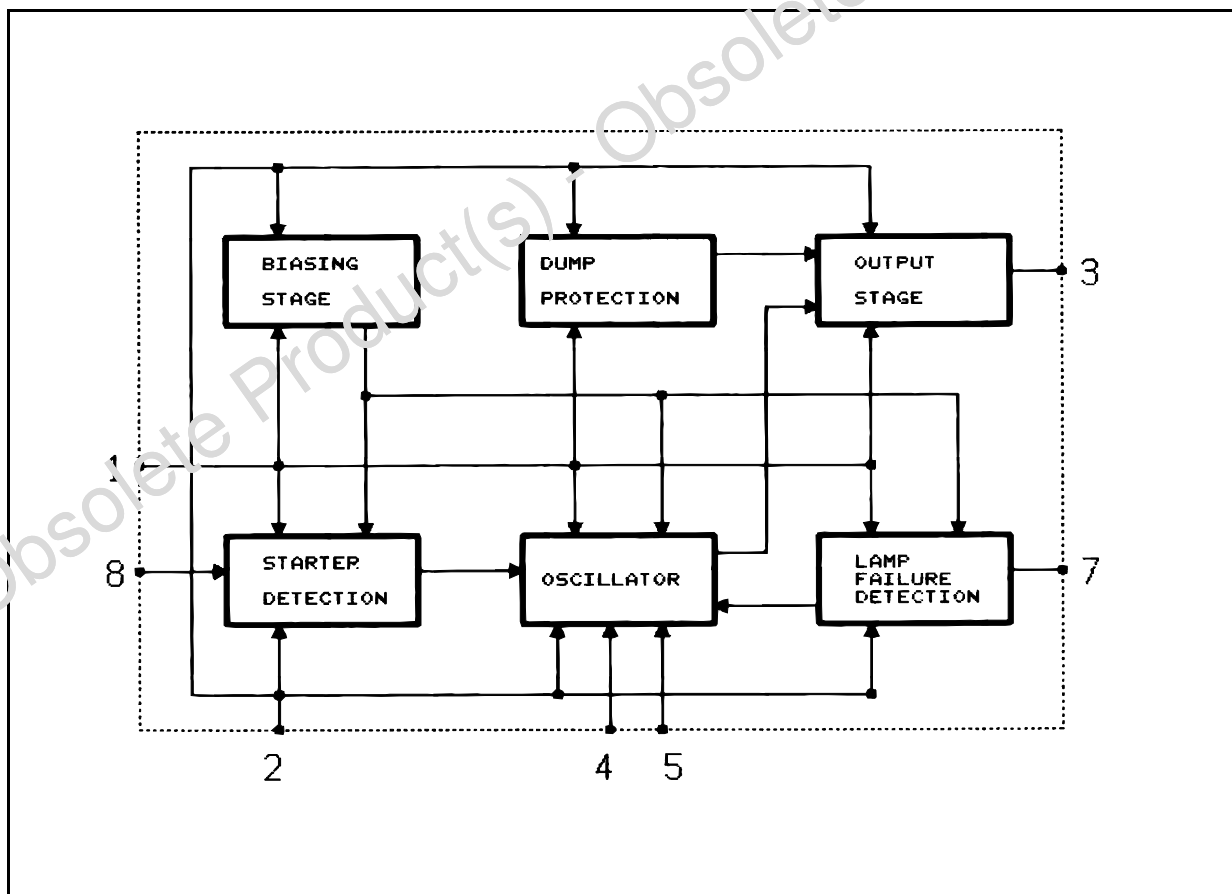 Obsolete Product(s) - Obsolete
BIASING
STAGE
DUMP
PROTECTION
OUTPUT
STAGE
3
1
8
STARTER
DETECTION
OSCILLATOR
LAMP
FAILURE
DETECTION
7
2
4
5